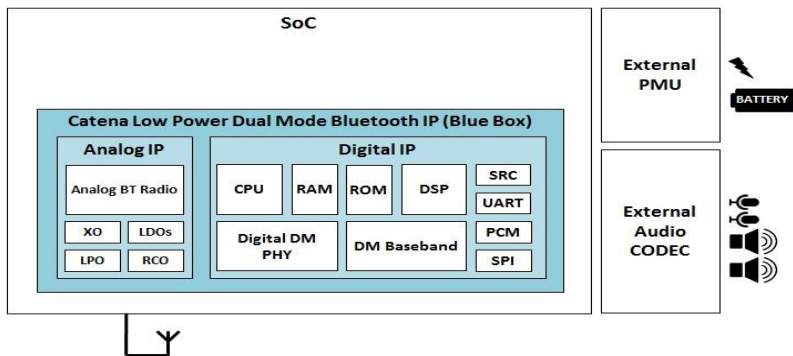 SoC
Catena Low Power Dual Mode Bluetooth IP (Blue Box)
Analog IP
Analog BT Radio
XO
LDOs
LPO
RCO
Digital IP
CPU
RAM
ROM
DSP
SRC
UART
Digital DM
PHY
DM Baseband
PCM
SPI
External
PMU
BATTERY
External
Audio
CODEC